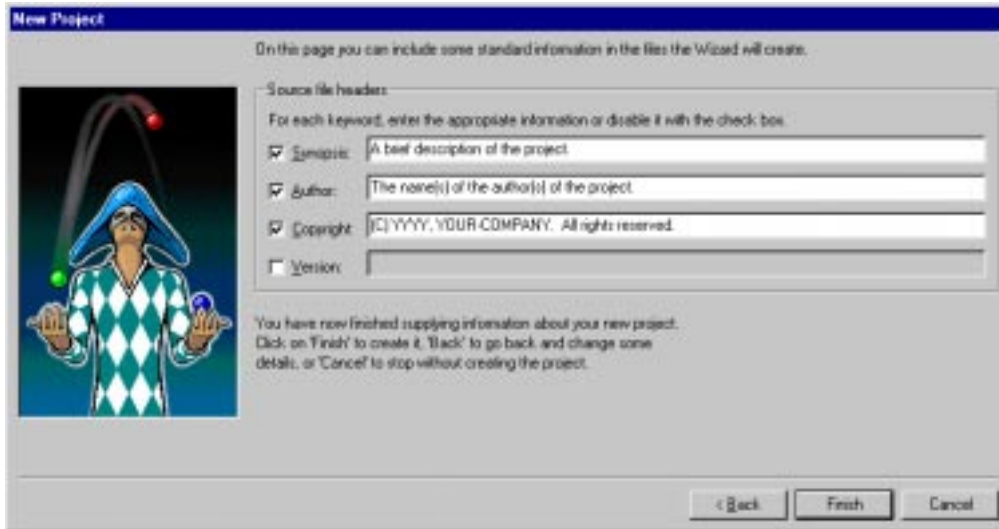 New Project
On this page you can include some standard information in the files the Wizard will create.
Source file headers
For each keyword, enter the appropriate information or disable it with the check box.
Synopsis: A brief description of the project.
Author: The name(s) of the author(s) of the project.
Copyright: (C) YYYY, YOUR-COMPANY. All rights reserved.
Version:
You have now finished supplying information about your new project.
Click on 'Finish' to create it, 'Back' to go back and change some
details, or 'Cancel' to stop without creating the project.
< Back Finish Cancel